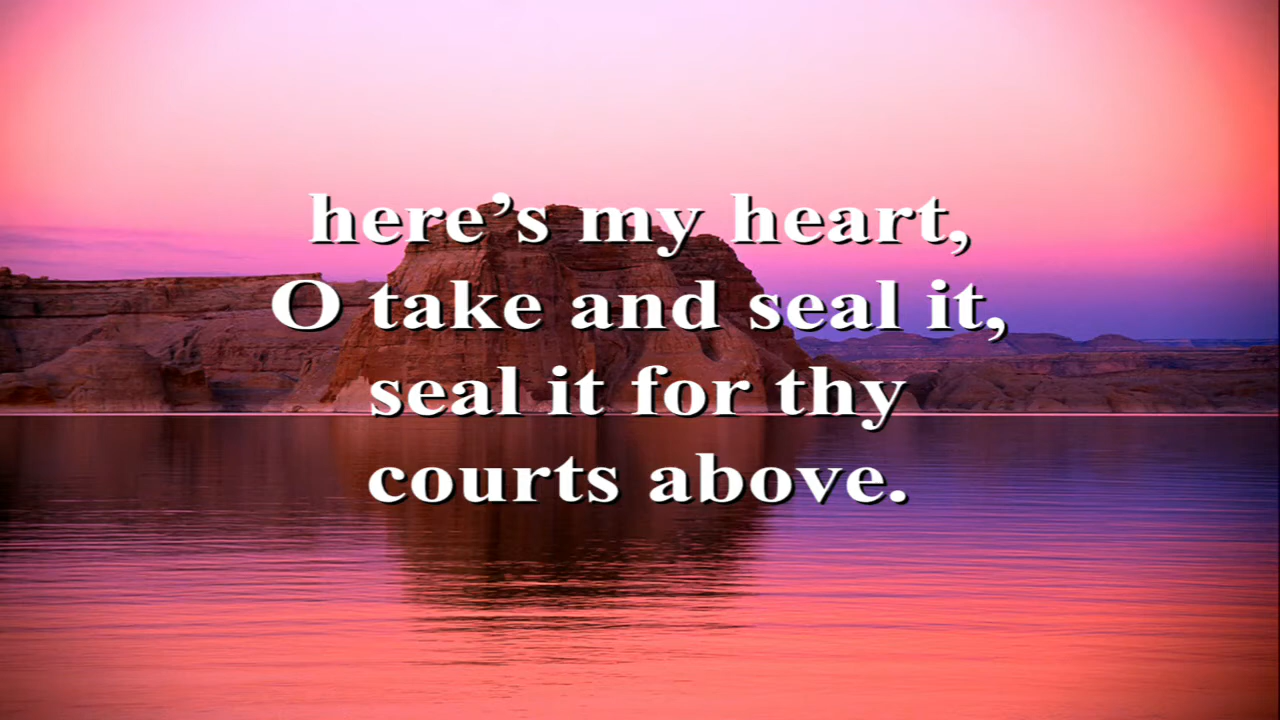 here’s my heart,
O take and seal it,
seal it for thy
courts above.